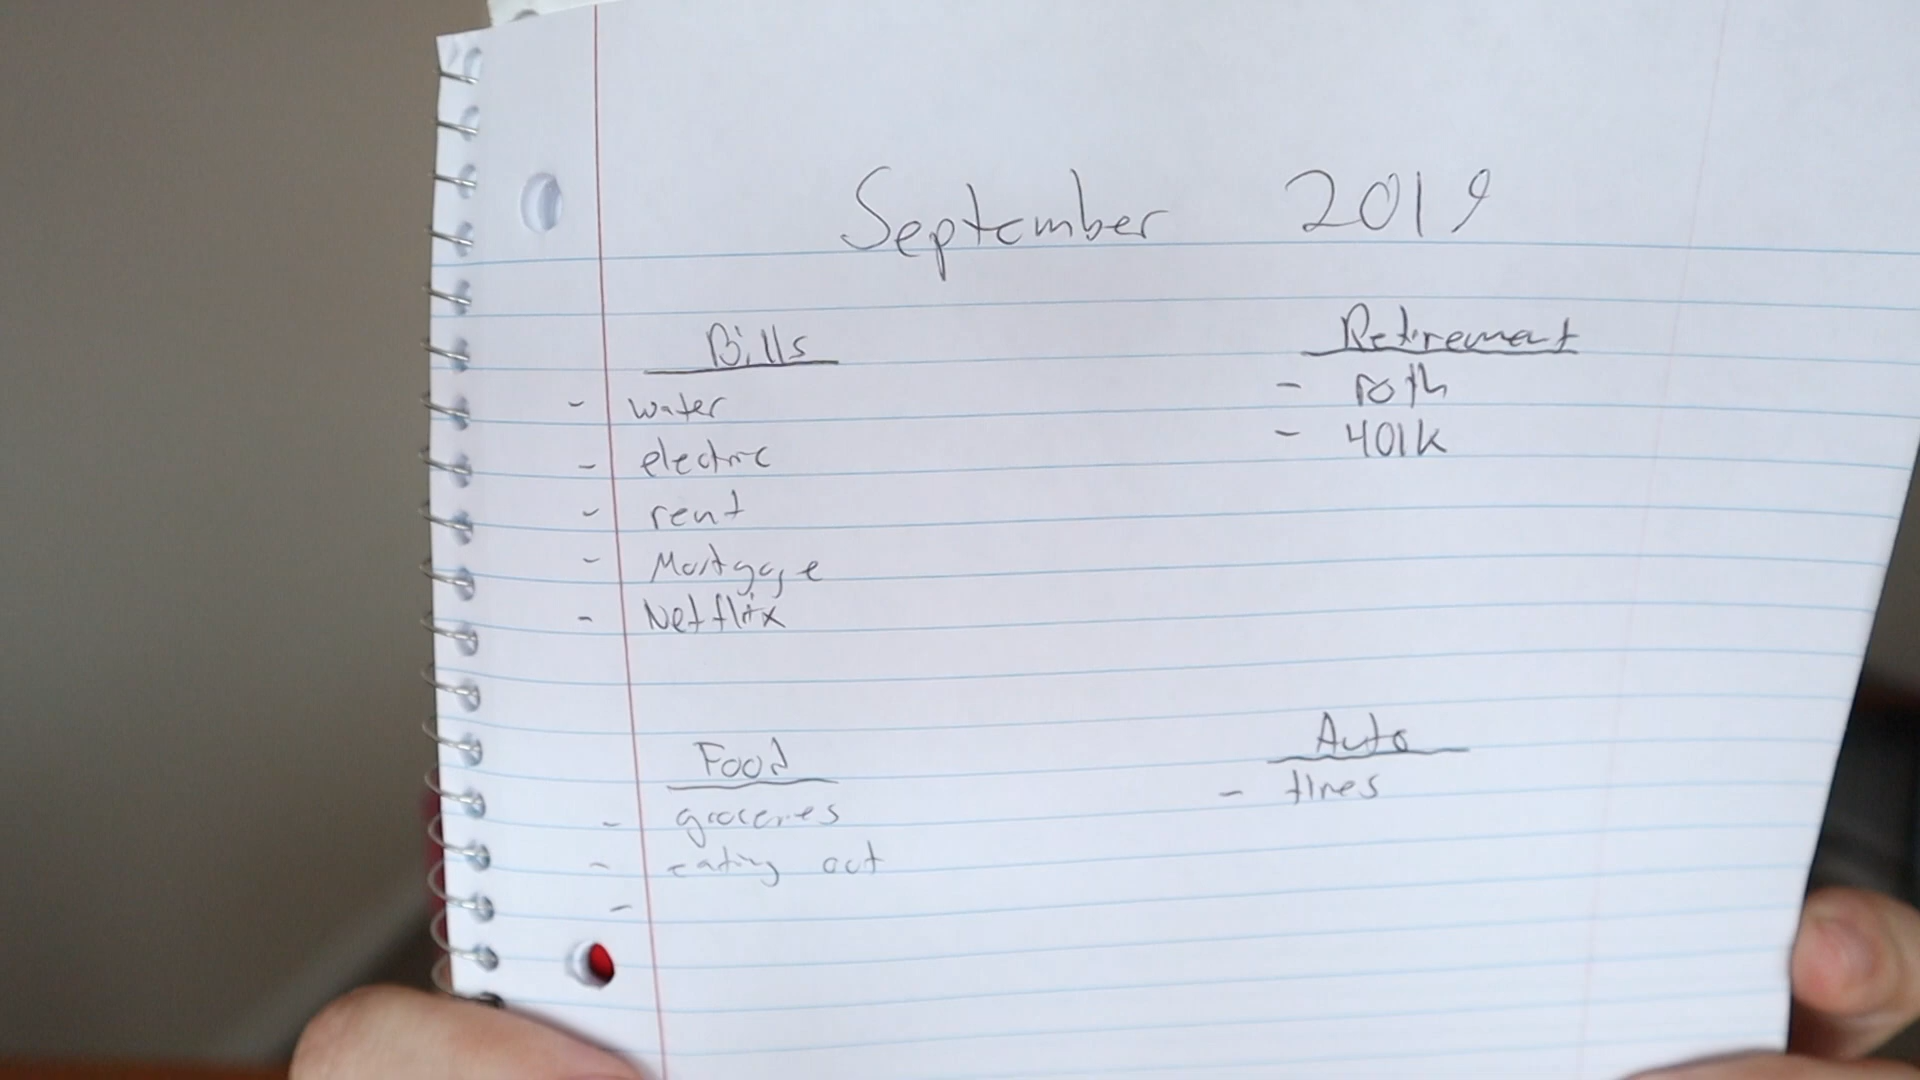 September 2019
Bills
- water
- electric
- rent
- Mortgage
- Netflix
Retirement
- roth
- 401k
Food
- groceries
- eating out
-
Auto
- tires